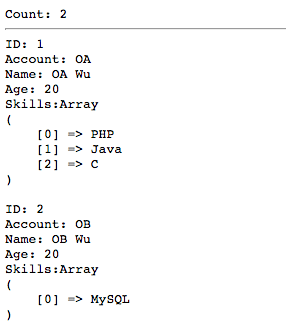 Count: 2
ID: 1
Account: OA
Name: OA Wu
Age: 20
Skills:Array
(
    [0] => PHP
    [1] => Java
    [2] => C
)
ID: 2
Account: OB
Name: OB Wu
Age: 20
Skills:Array
(
    [0] => MySQL
)